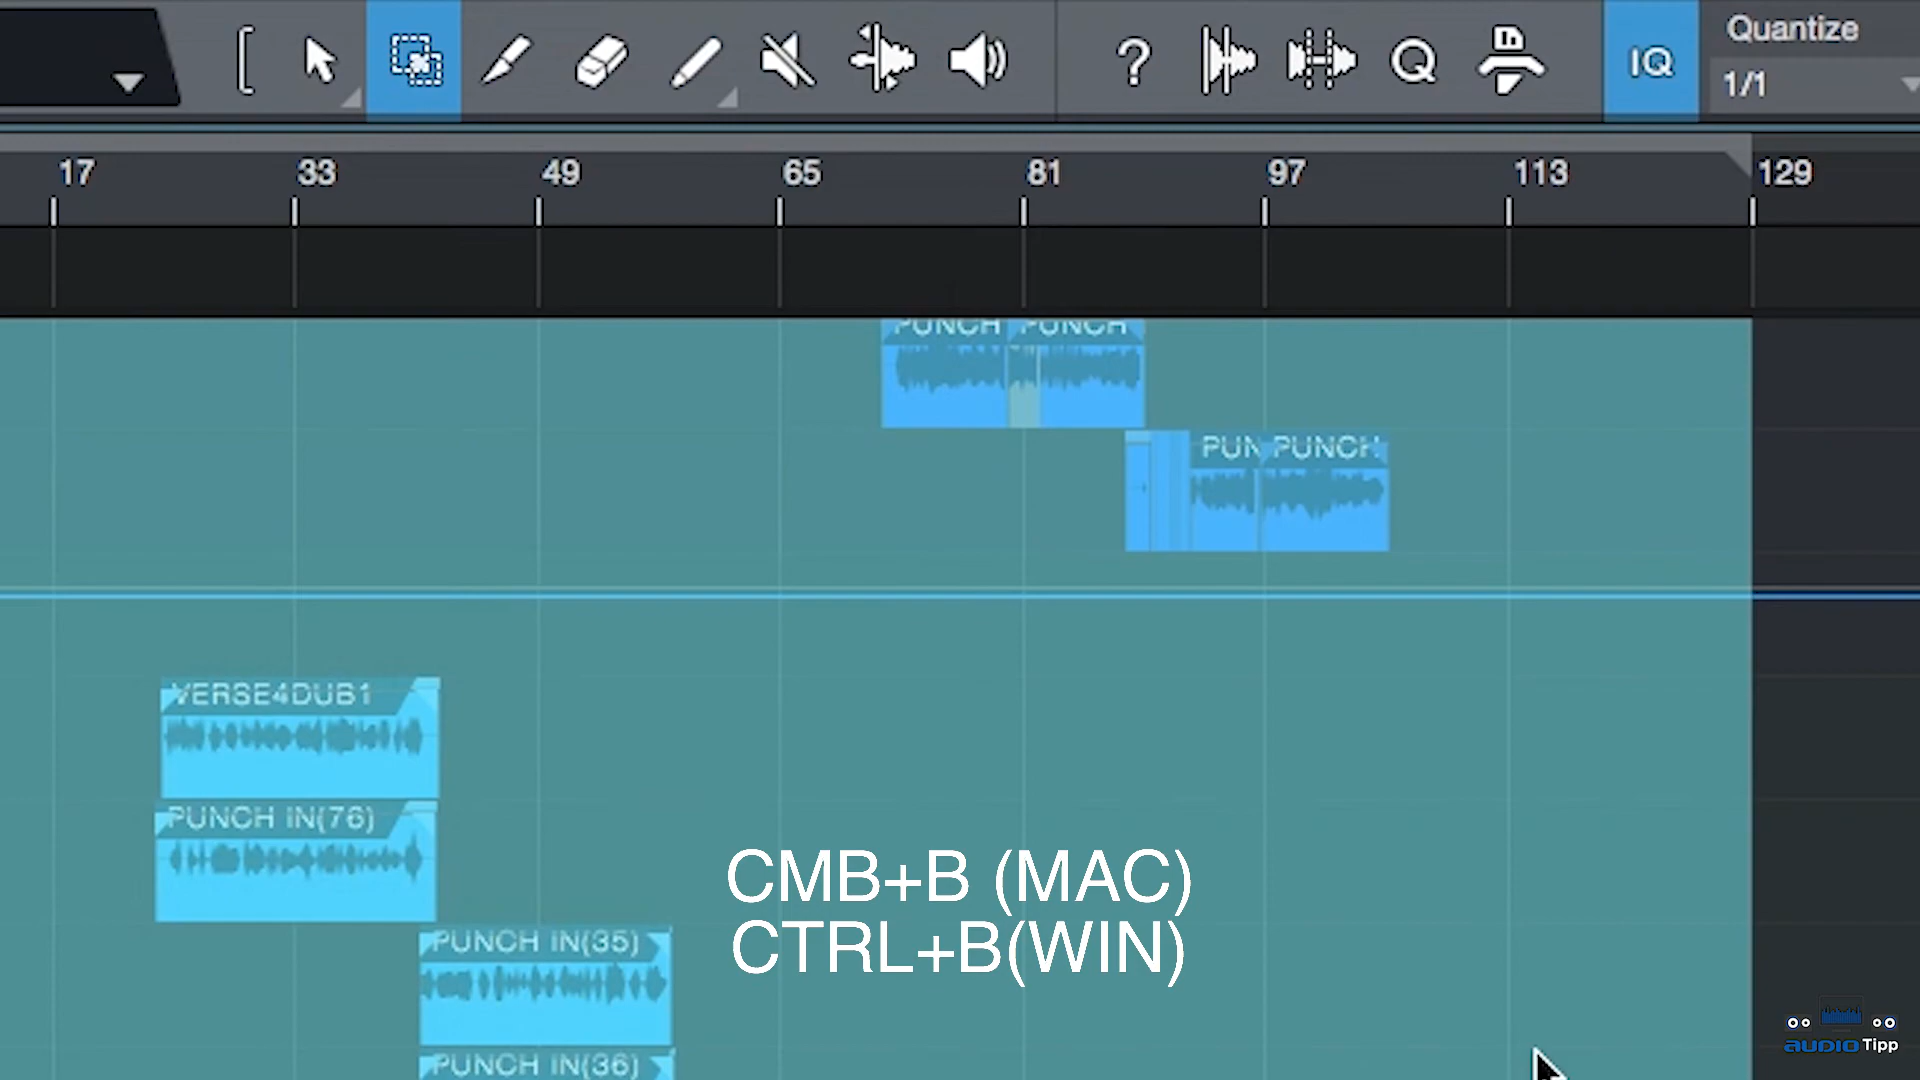 ?
Q
IQ
Quantize
1/1
17 33 49 65 81 97 113 129
PUNCH PUNCH
PUN PUNCH
VERSE4DUB1
PUNCH IN(76)
CMB+B (MAC)
CTRL+B(WIN)
PUNCH IN(35)
PUNCH IN(36)
AUDIO Tipp